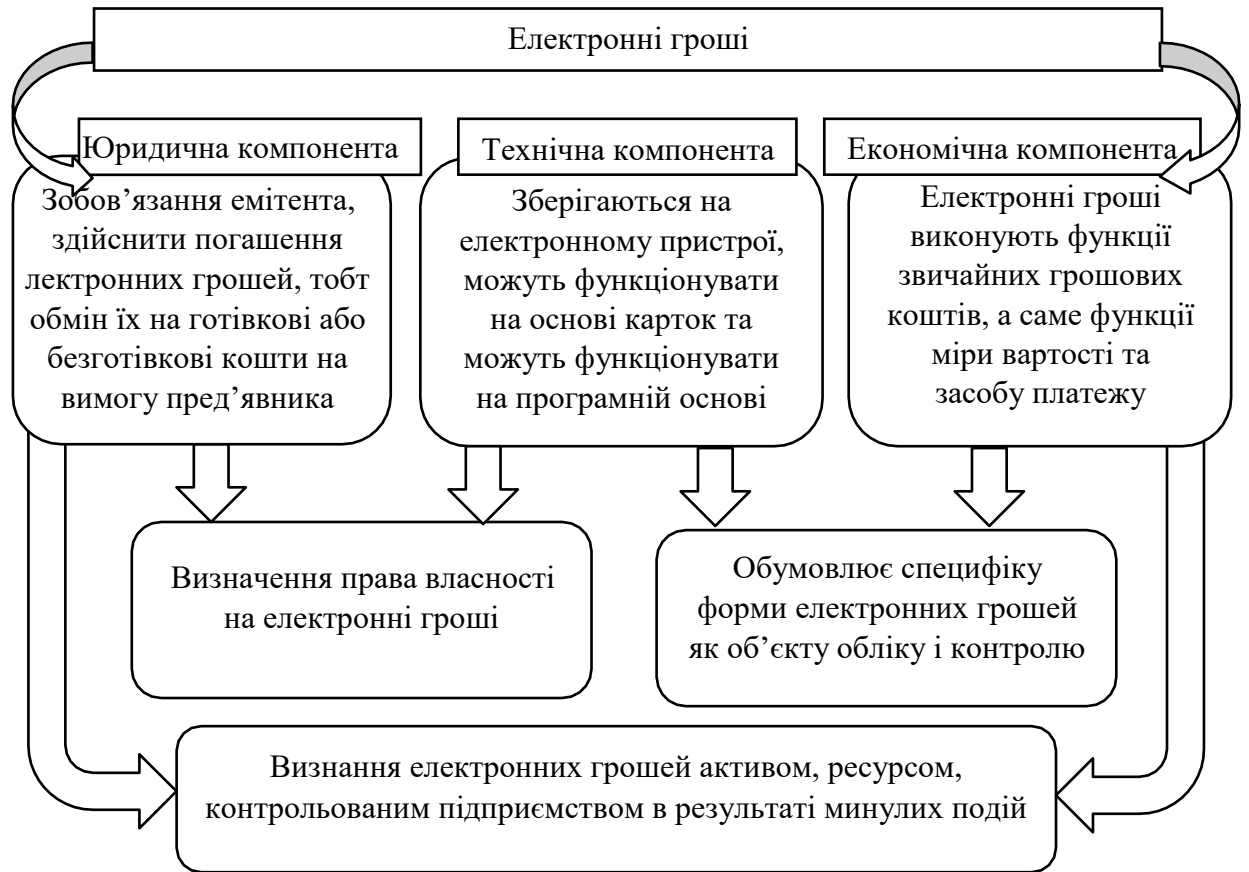 Електронні гроші
Юридична компонента
Зобов’язання емітента,
здійснити погашення
лектронних грошей, тобт
обмін їх на готівкові або
безготівкові кошти на
вимогу пред’явника
Технічна компонента
Зберігаються на
електронному пристрої,
можуть функціонувати
на основі карток та
можуть функціонувати
на програмній основі
Економічна компонента
Електронні гроші
виконують функції
звичайних грошових
коштів, а саме функції
міри вартості та
засобу платежу
Визначення права власності
на електронні гроші
Обумовлює специфіку
форми електронних грошей
як об’єкту обліку і контролю
Визнання електронних грошей активом, ресурсом,
контрольованим підприємством в результаті минулих подій